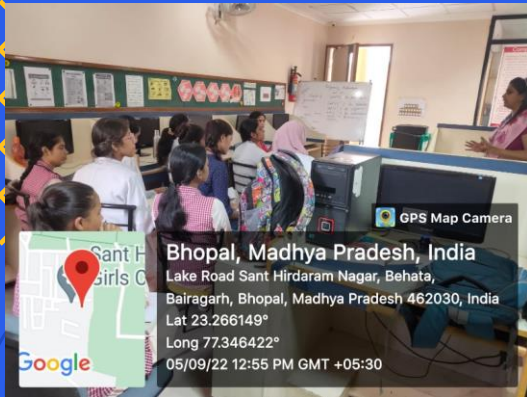 GPS Map Camera
Sant H
Girls C
Google
Bhopal, Madhya Pradesh, India
Lake Road Sant Hirdaram Nagar, Behata,
Bairagarh, Bhopal, Madhya Pradesh 462030, India
Lat 23.266149°
Long 77.346422°
05/09/22 12:55 PM GMT +05:30